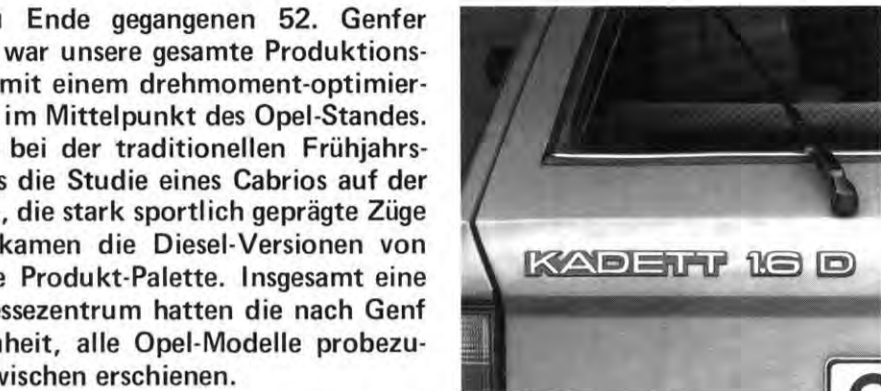 Ende gegangenen 52. Genfer
war unsere gesamte Produktions-
mit einem drehmoment-optimier-
im Mittelpunkt des Opel-Standes.
bei der traditionellen Frühjahrs-
die Studie eines Cabrios auf der
, die stark sportlich geprägte Züge
kamen die Diesel-Versionen von
Produkt-Palette. Insgesamt eine
essezentrum hatten die nach Genf
nheit, alle Opel-Modelle probezu-
wischen erschienen.
KADETT 1.6 D